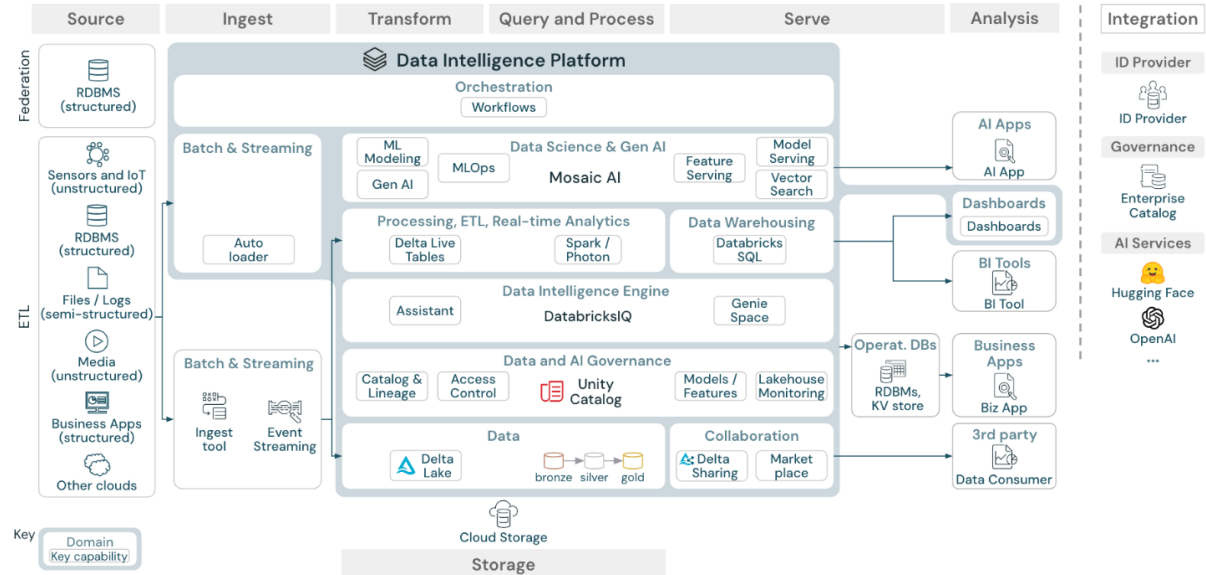 Source
Ingest
Transform
Query and Process
Serve
Analysis
Integration
Federation
RDBMS
(structured)
ETL
Sensors and IoT
(unstructured)
RDBMS
(structured)
Files / Logs
(semi-structured)
Media
(unstructured)
Business Apps
(structured)
Other clouds
Data Intelligence Platform
Orchestration
Workflows
Batch & Streaming
Auto
loader
Batch & Streaming
Ingest
tool
Event
Streaming
Data Science & Gen AI
Mosaic AI
ML
Modeling
Gen AI
MLOps
Feature
Serving
Model
Serving
Vector
Search
Processing, ETL, Real-time Analytics
Delta Live
Tables
Spark /
Photon
Data Warehousing
Databricks
SQL
Data Intelligence Engine
Assistant
DatabricksIQ
Genie
Space
Data and AI Governance
Catalog &
Lineage
Access
Control
Unity
Catalog
Models /
Features
Lakehouse
Monitoring
Data
Delta
Lake
bronze
silver
gold
Collaboration
Delta
Sharing
Market
place
Operat. DBs
RDBMs,
KV store
AI Apps
AI App
Dashboards
Dashboards
BI Tools
BI Tool
Business
Apps
Biz App
3rd party
Data Consumer
ID Provider
ID Provider
Governance
Enterprise
Catalog
AI Services
Hugging Face
OpenAI
...
Cloud Storage
Storage
Key
Domain
Key capability